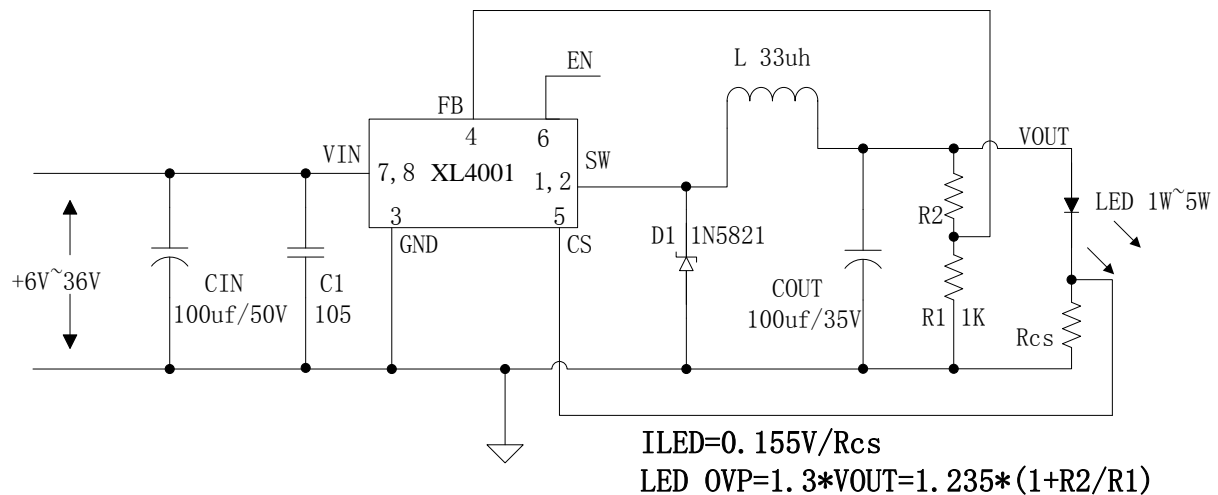 EN
L 33uh
FB
4
6
VOUT
VIN
7,8
XL4001
SW
1,2
R2
LED 1W~5W
3
5
GND
CS
D1
1N5821
+6V~36V
CIN
100uf/50V
C1
105
COUT
100uf/35V
R1
1K
Rcs
ILED=0.155V/Rcs
LED OVP=1.3*VOUT=1.235*(1+R2/R1)